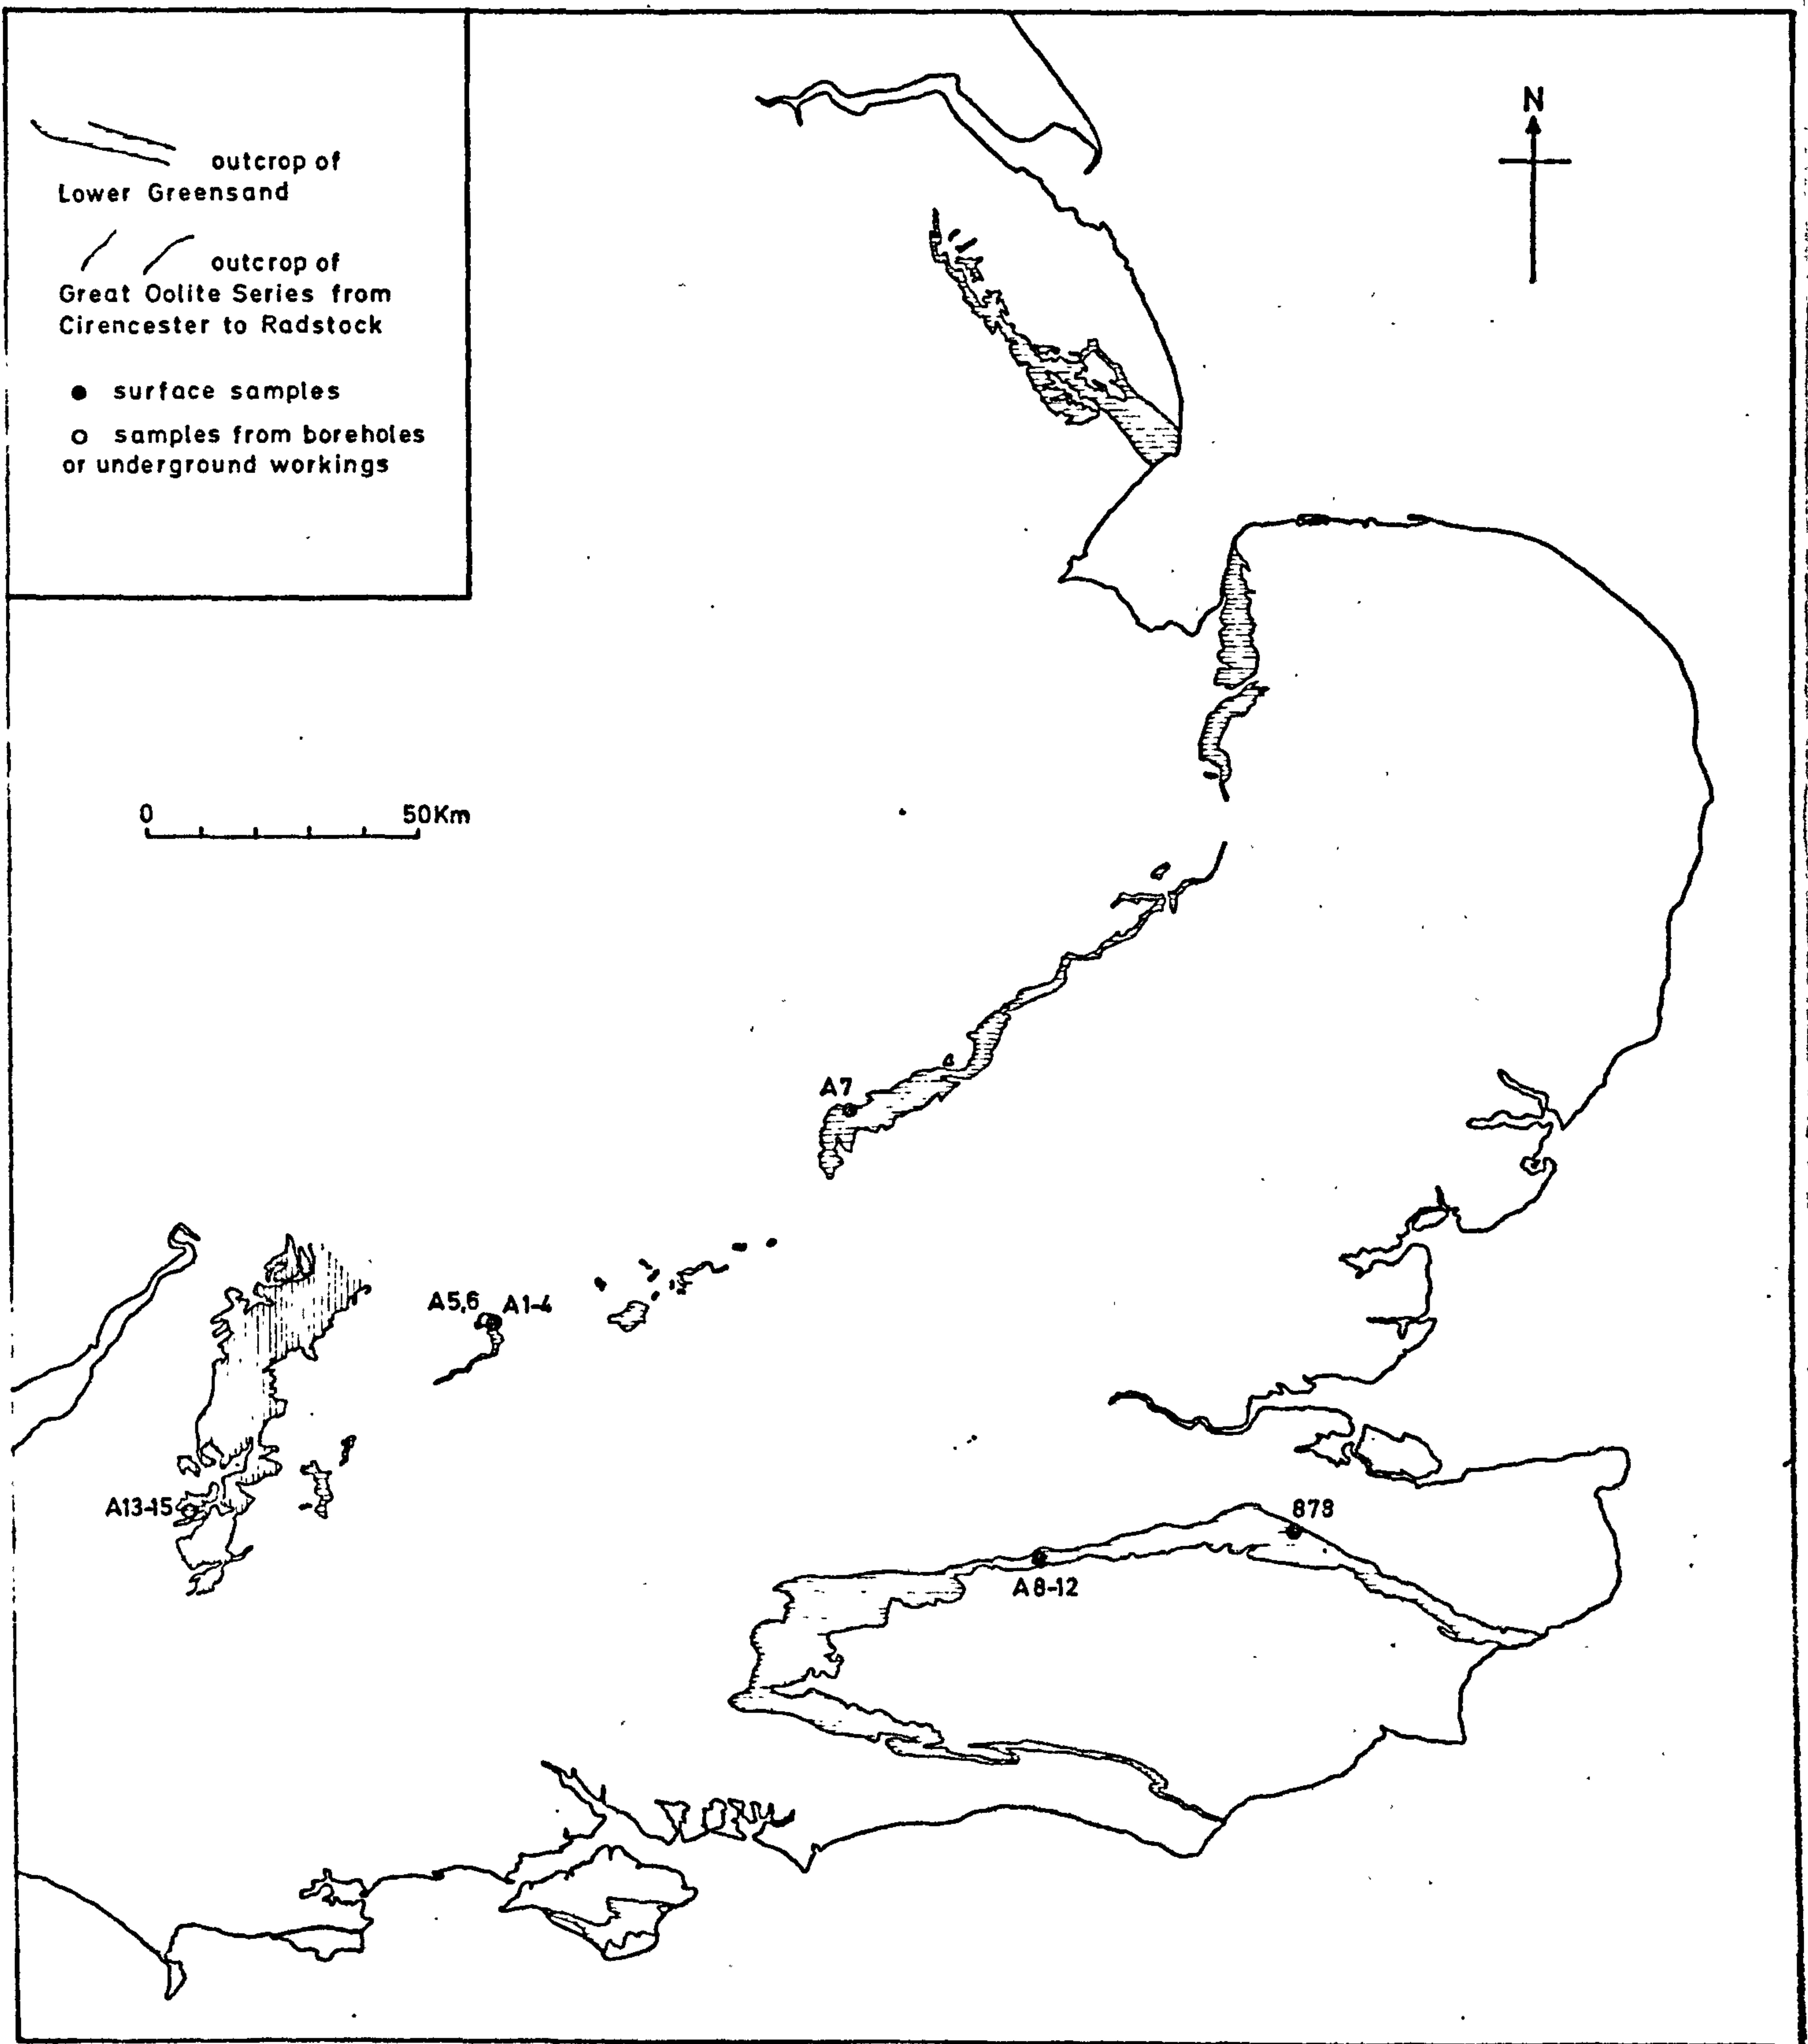 outcrop of
Lower Greensand
outcrop of
Great Oolite Series from
Cirencester to Radstock
surface samples
samples from boreholes
or underground workings
N
0 50Km
A7
A5,6 A1-4
A13-15
878
A8-12